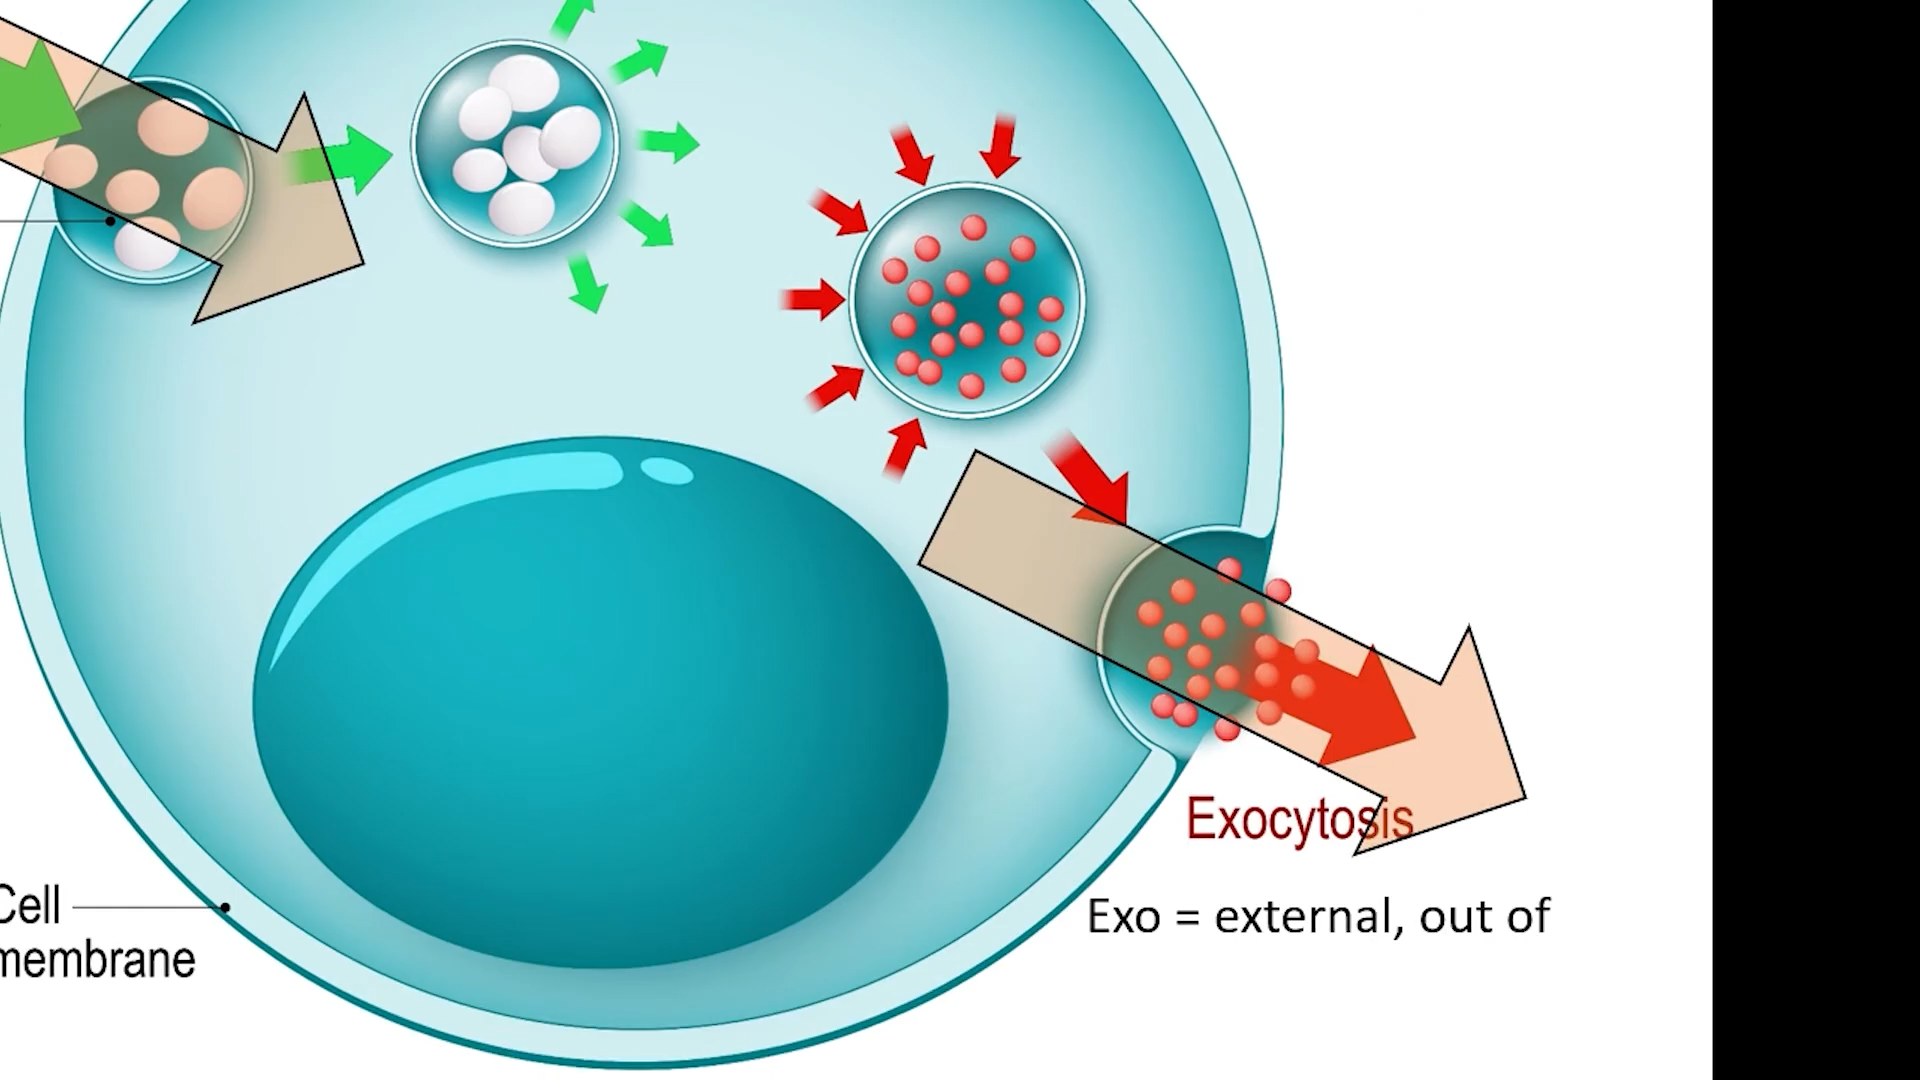 Exocytosis
Exo = external, out of
Cell
membrane